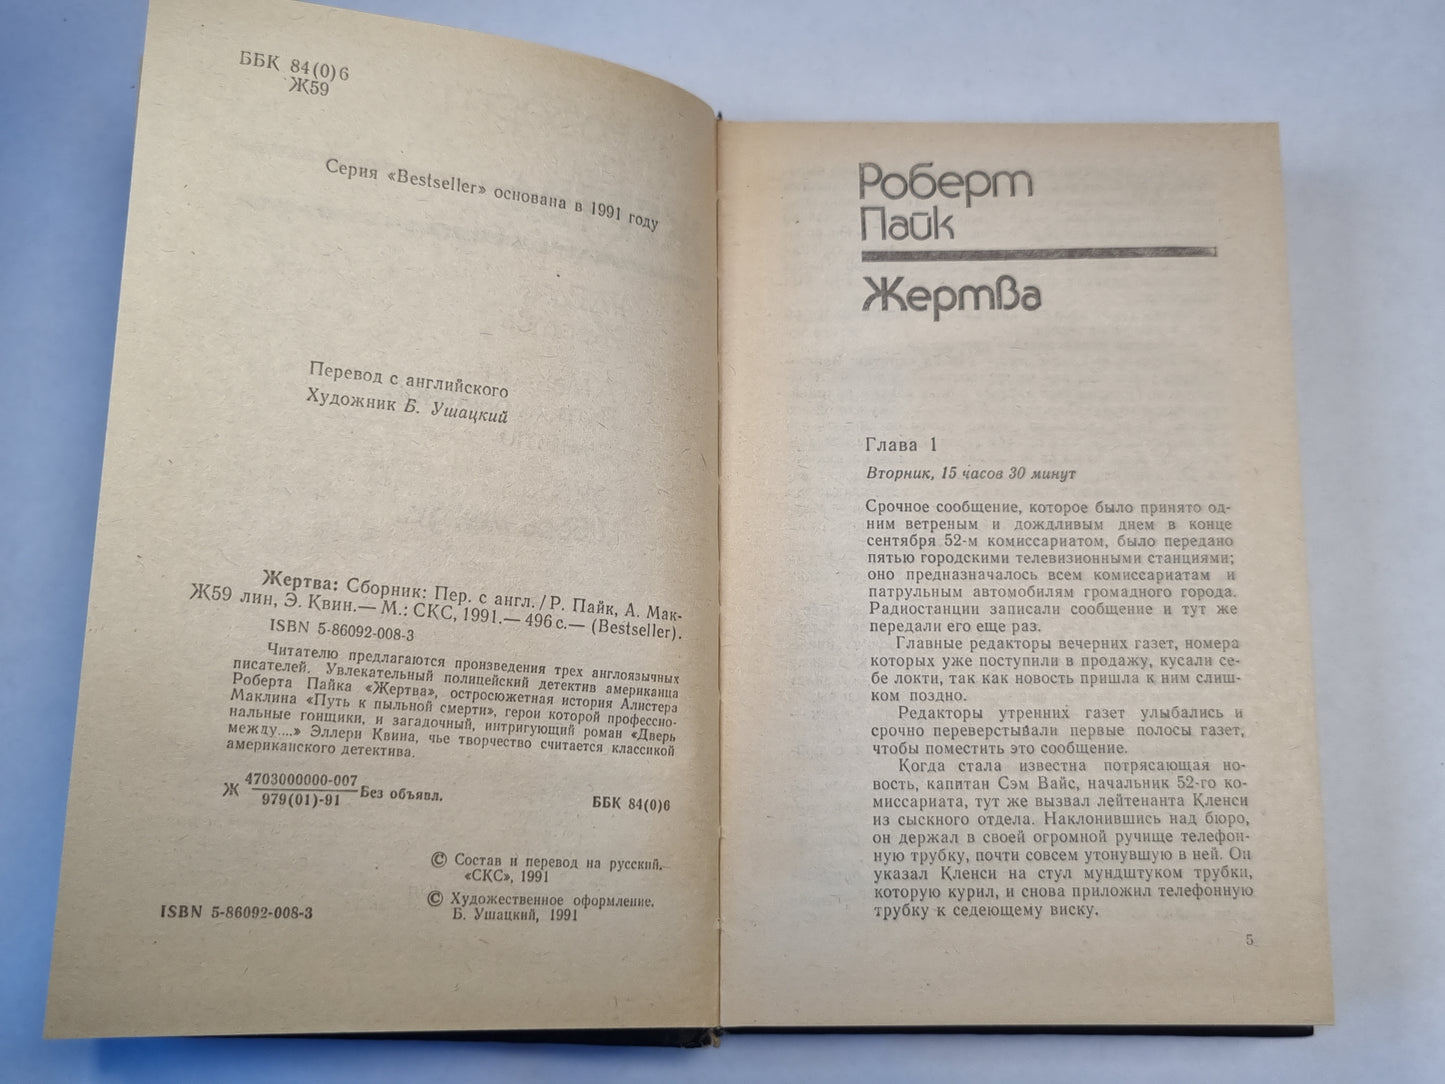 ББК 84(0)6
Ж59
Серия «Bestseller» основана в 1991 году
Перевод с английского
Художник Б. Ушацкий
Жертва: Сборник: Пер. с англ./Р. Пайк, А. Мак-
Ж59 лин, Э. Квин.— М.: СКС, 1991.— 496 с.— (Bestseller).
ISBN 5-86092-008-3
Читателю предлагаются произведения трех англоязычных
писателей. Увлекательный полицейский детектив американца
Роберта Пайка «Жертва», остросюжетная история Алистера
Маклина «Путь к пыльной смерти», герои которой профессио-
нальные гонщики, и загадочный, интригующий роман «Дверь
между....» Эллери Квина, чье творчество считается классикой
американского детектива.
Ж 4703000000-007
979(01)-91 Без объявл.
ББК 84(0)6
© Состав и перевод на русский.
«СКС», 1991
© Художественное оформление.
Б. Ушацкий, 1991
ISBN 5-86092-008-3
Роберт
Пайк
Жертва
Глава 1
Вторник, 15 часов 30 минут
Срочное сообщение, которое было принято од-
ним ветреным и дождливым днем в конце
сентября 52-м комиссариатом, было передано
пятью городскими телевизионными станциями;
оно предназначалось всем комиссариатам и
патрульным автомобилям громадного города.
Радиостанции записали сообщение и тут же
передали его еще раз.
Главные редакторы вечерних газет, номера
которых уже поступили в продажу, кусали се-
бе локти, так как новость пришла к ним слиш-
ком поздно.
Редакторы утренних газет улыбались и
срочно переверстывали первые полосы газет,
чтобы поместить это сообщение.
Когда стала известна потрясающая но-
вость, капитан Сэм Вайс, начальник 52-го ко-
миссариата, тут же вызвал лейтенанта Кленси
из сыскного отдела. Наклонившись над бюро,
он держал в своей огромной ручище телефон-
ную трубку, почти совсем утонувшую в ней. Он
указал Кленси на стул мундштуком трубки,
которую курил, и снова приложил телефонную
трубку к седеющему виску.
5